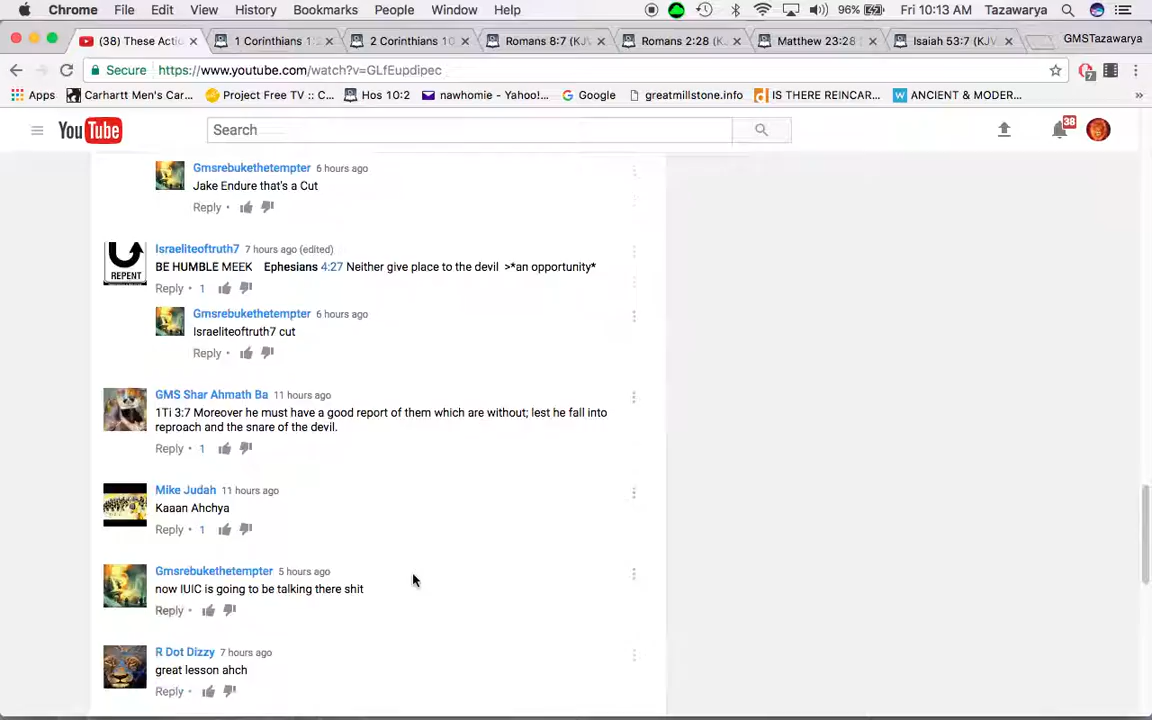 Chrome File Edit View History Bookmarks People Window Help 96% Fri 10:13 AM Tazawarya
(38) These Actio 1 Corinthians 1:2 2 Corinthians 10: Romans 8:7 (KJV Romans 2:28 (KJ Matthew 23:28 Isaiah 53:7 (KJV GMSTazawarya
Secure https://www.youtube.com/watch?v=GLfEupdipec 7
Apps Carhartt Men's Car... Project Free TV :: C... Hos 10:2 nawhomie - Yahoo!... Google greatmillstone.info IS THERE REINCAR... ANCIENT & MODER... »
YouTube Search 38
Gmsrebukethetempter 6 hours ago
Jake Endure that's a Cut
Reply •
Israeliteoftruth7 7 hours ago (edited)
BE HUMBLE MEEK Ephesians 4:27 Neither give place to the devil >*an opportunity*
REPENT
Reply • 1
Gmsrebukethetempter 6 hours ago
Israeliteoftruth7 cut
Reply •
GMS Shar Ahmath Ba 11 hours ago
1Ti 3:7 Moreover he must have a good report of them which are without; lest he fall into
reproach and the snare of the devil.
Reply • 1
Mike Judah 11 hours ago
Kaaan Ahchya
Reply • 1
Gmsrebukethetempter 5 hours ago
now IUIC is going to be talking there shit
Reply •
R Dot Dizzy 7 hours ago
great lesson ahch
Reply •